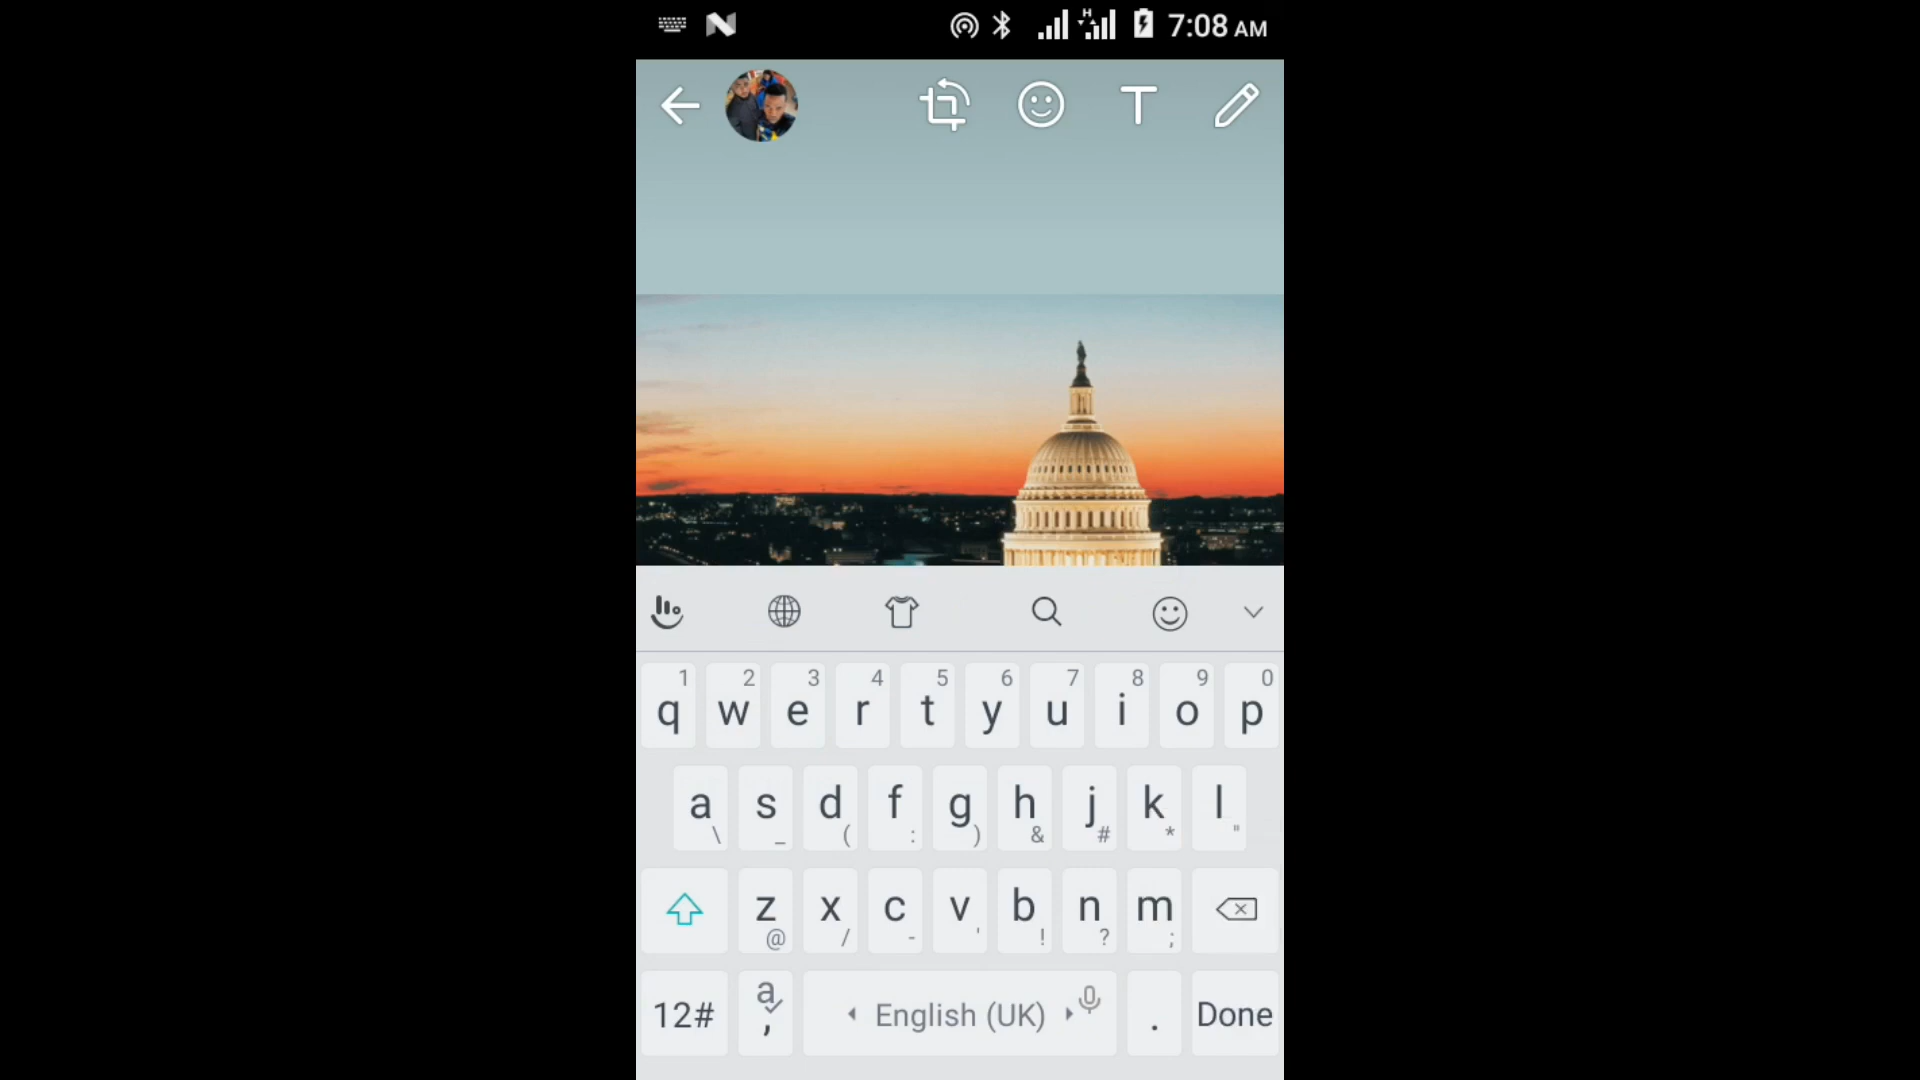 H 7:08 AM
T
1 2 3 4 5 6 7 8 9 0
q w e r t y u i o p
a s d f g h j k l
\ _ ( : ) & # * "
z x c v b n m
@ / - ' ! ? ;
12# a , English (UK) . Done